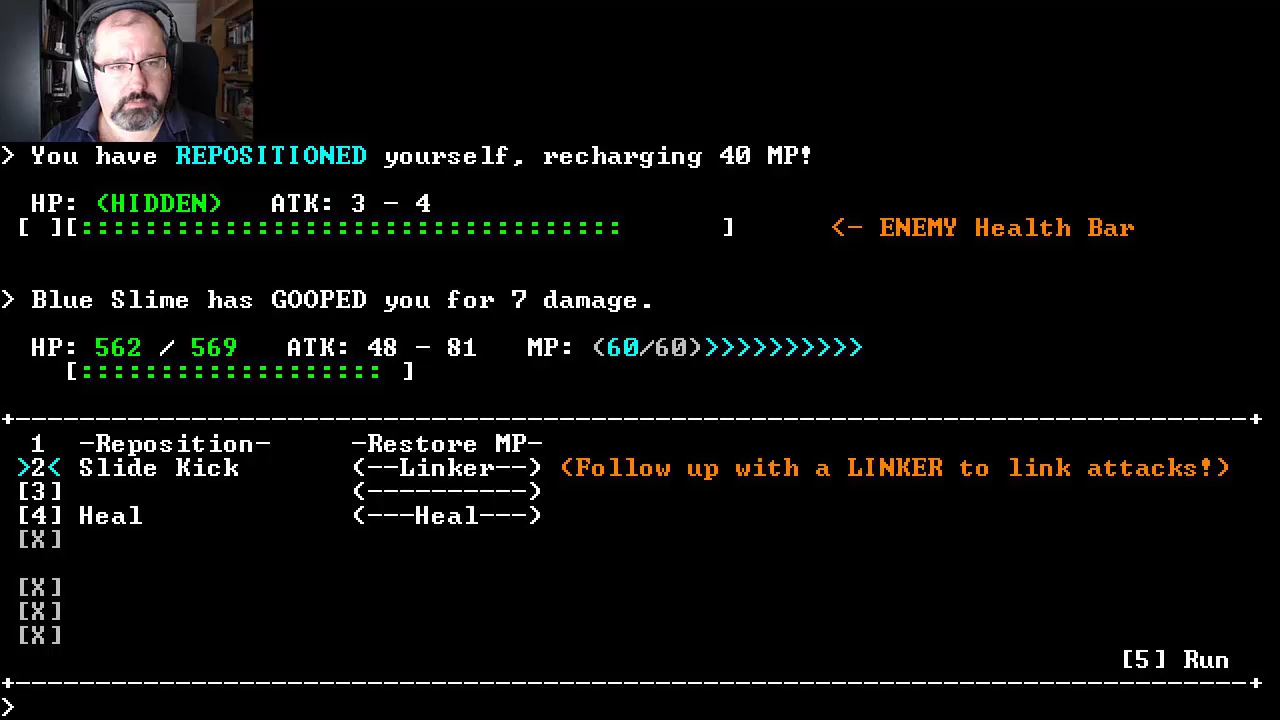 > You have REPOSITIONED yourself, recharging 40 MP!
HP: (HIDDEN) ATK: 3 - 4
[ ][:::::::::::::::::::::::::::::::::: ] <- ENEMY Health Bar
> Blue Slime has GOOPED you for 7 damage.
HP: 562 / 569 ATK: 48 - 81 MP: (60/60)>>>>>>>>>>
[::::::::::::::::::: ]
+------------------------------------------------------------------------------+
1 -Reposition- -Restore MP-
>2< Slide Kick (--Linker--) (Follow up with a LINKER to link attacks!)
[3] (----------)
[4] Heal (---Heal---)
[X]
[X]
[X]
[X]
[5] Run
+------------------------------------------------------------------------------+
>